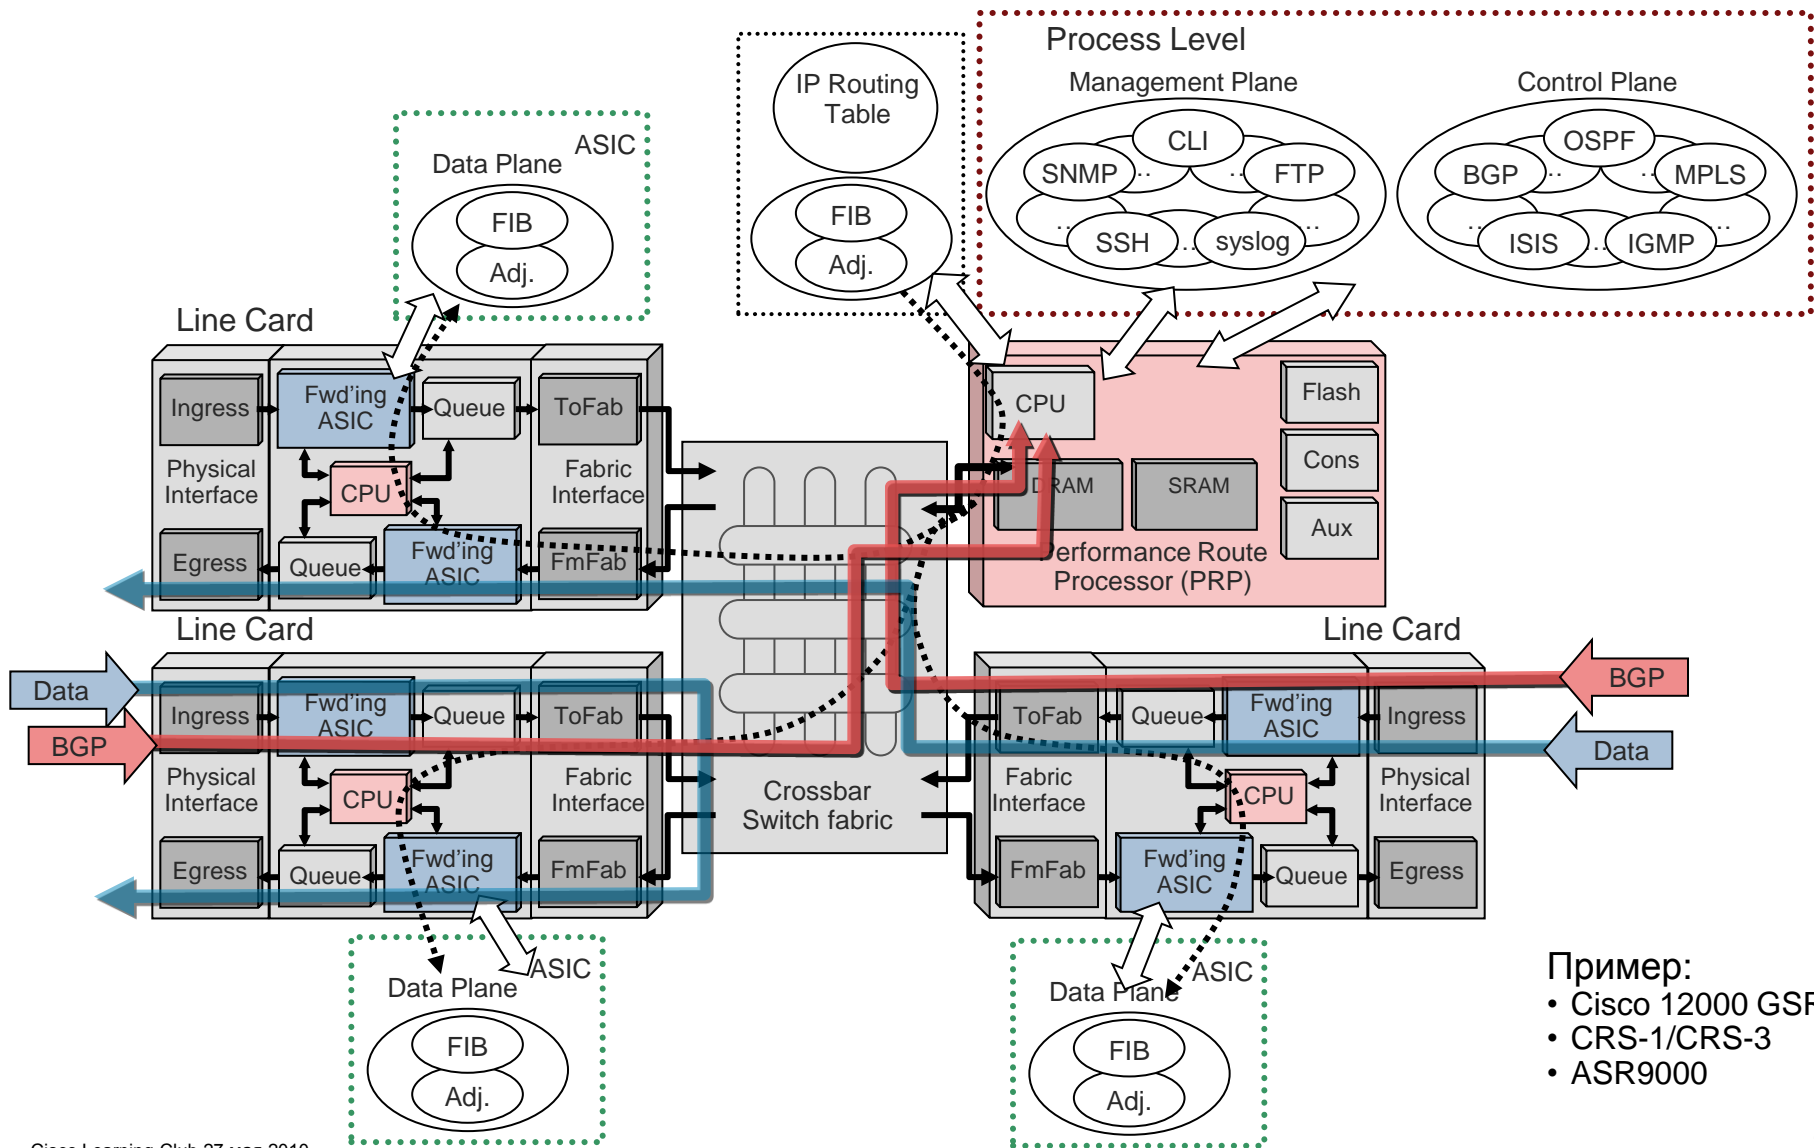 Process Level
Management Plane
Control Plane
IP Routing
Table
CLI
SNMP
..
..
FTP
..
SSH
..
syslog
..
OSPF
BGP
..
..
MPLS
..
ISIS
..
IGMP
..
FIB
Adj.
ASIC
Data Plane
FIB
Adj.
Line Card
Ingress
Fwd'ing
ASIC
Queue
ToFab
Physical
Interface
CPU
Fabric
Interface
Egress
Queue
Fwd'ing
ASIC
FmFab
CPU
Flash
Cons
Aux
DRAM
SRAM
Performance Route
Processor (PRP)
Line Card
Line Card
Data
BGP
Ingress
Fwd'ing
ASIC
Queue
ToFab
Physical
Interface
CPU
Fabric
Interface
Egress
Queue
Fwd'ing
ASIC
FmFab
Crossbar
Switch fabric
ToFab
Queue
Fwd'ing
ASIC
Ingress
BGP
Data
Fabric
Interface
CPU
Physical
Interface
FmFab
Fwd'ing
ASIC
Queue
Egress
ASIC
Data Plane
FIB
Adj.
ASIC
Data Plane
FIB
Adj.
Пример:
• Cisco 12000 GSR
• CRS-1/CRS-3
• ASR9000